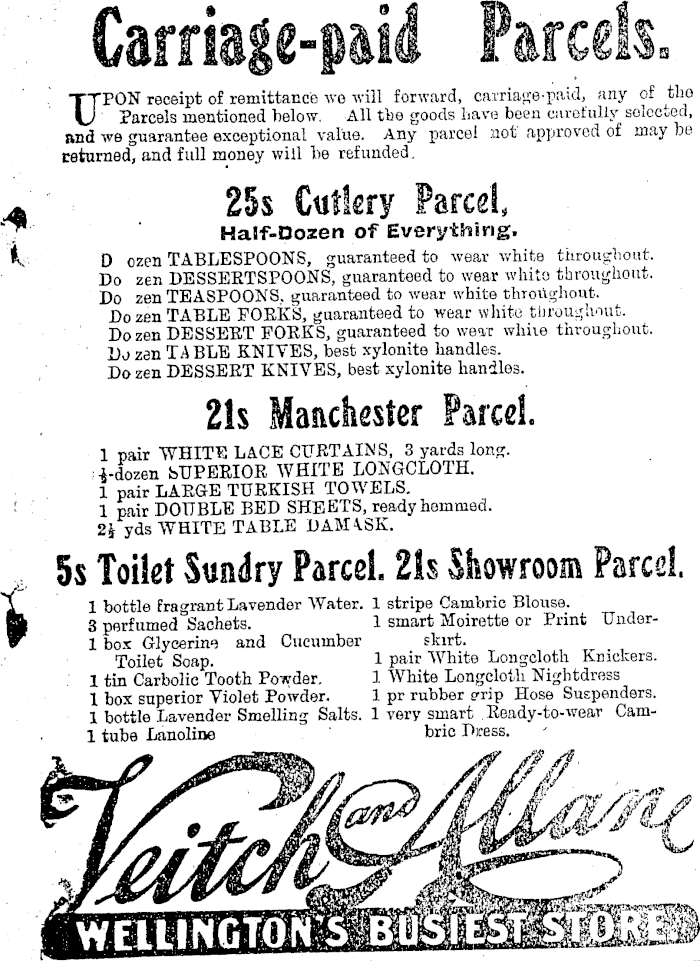 Carriage-paid Parcels.
UPON receipt of remittance we will forward, carriage-paid, any of the
Parcels mentioned below. All the goods have been carefully selected,
and we guarantee exceptional value. Any parcel not approved of may be
returned, and full money will be refunded.
25s Cutlery Parcel,
Half-Dozen of Everything.
D ozen TABLESPOONS, guaranteed to wear white throughout.
Do zen DESSERTSPOONS, guaranteed to wear white throughout.
Do zen TEASPOONS, guaranteed to wear white throughout.
Do zen TABLE FORKS, guaranteed to wear white throughout.
Do zen DESSERT FORKS, guaranteed to wear white throughout.
Do zen TABLE KNIVES, best xylonite handles.
Do zen DESSERT KNIVES, best xylonite handles.
21s Manchester Parcel.
1 pair WHITE LACE CURTAINS, 3 yards long.
½-dozen SUPERIOR WHITE LONGCLOTH.
1 pair LARGE TURKISH TOWELS.
1 pair DOUBLE BED SHEETS, ready hemmed.
2½ yds WHITE TABLE DAMASK.
5s Toilet Sundry Parcel.
1 bottle fragrant Lavender Water.
3 perfumed Sachets.
1 box Glycerine and Cucumber
Toilet Soap.
1 tin Carbolic Tooth Powder.
1 box superior Violet Powder.
1 bottle Lavender Smelling Salts.
1 tube Lanoline
21s Showroom Parcel.
1 stripe Cambric Blouse.
1 smart Moirette or Print Under-
skirt.
1 pair White Longcloth Knickers.
1 White Longcloth Nightdress
1 pr rubber grip Hose Suspenders.
1 very smart Ready-to-wear Cam-
bric Dress.
Veitch and Allan
WELLINGTON'S BUSIEST STORE.